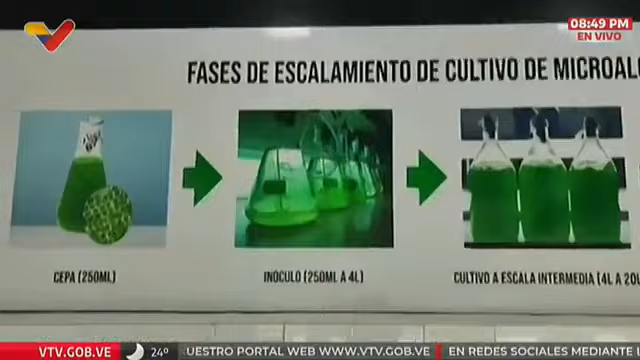 08:49 PM
EN VIVO
FASES DE ESCALAMIENTO DE CULTIVO DE MICROAL
CEPA (250ML)
INOCULO (250ML A 4L)
CULTIVO A ESCALA INTERMEDIA (4L A 20L
VTV.GOB.VE
24°
UESTRO PORTAL WEB WWW.VTV.GOB.VE
EN REDES SOCIALES MEDIANTE